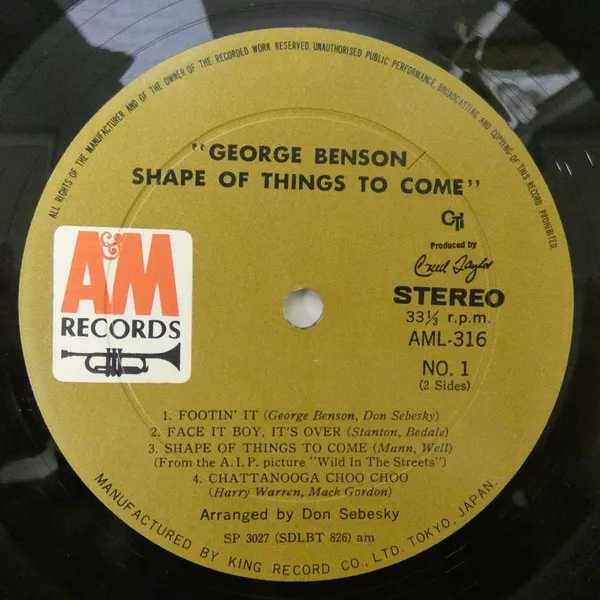 ALL RIGHTS OF THE MANUFACTURER AND OF THE OWNER OF THE RECORDED WORK RESERVED, UNAUTHORISED PUBLIC PERFORMANCE, BROADCASTING AND COPYING OF THIS RECORD PROHIBITED.
"GEORGE BENSON
SHAPE OF THINGS TO COME"
CTi
Produced by
Creed Taylor
A&M
RECORDS
STEREO
33⅓ r.p.m.
AML-316
NO. 1
(2 Sides)
1. FOOTIN' IT (George Benson, Don Sebesky)
2. FACE IT BOY, IT'S OVER (Stanton, Bedale)
3. SHAPE OF THINGS TO COME (Mann, Well)
(From the A.I.P. picture "Wild In The Streets")
4. CHATTANOOGA CHOO CHOO
(Harry Warren, Mack Gordon)
Arranged by Don Sebesky
SP 3027 (SDLBT 826) am
MANUFACTURED BY KING RECORD CO., LTD. TOKYO, JAPAN.